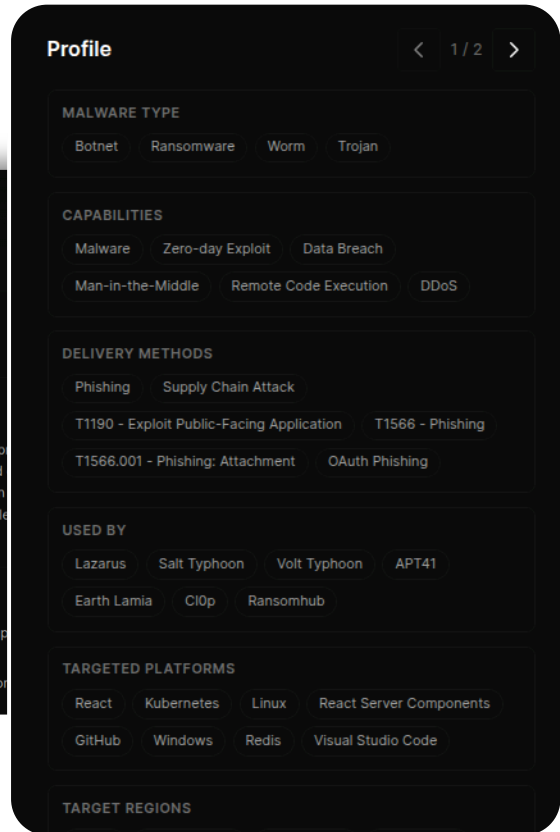 Profile
1 / 2
MALWARE TYPE
Botnet Ransomware Worm Trojan
CAPABILITIES
Malware Zero-day Exploit Data Breach
Man-in-the-Middle Remote Code Execution DDoS
DELIVERY METHODS
Phishing Supply Chain Attack
T1190 - Exploit Public-Facing Application T1566 - Phishing
T1566.001 - Phishing: Attachment OAuth Phishing
USED BY
Lazarus Salt Typhoon Volt Typhoon APT41
Earth Lamia Cl0p Ransomhub
TARGETED PLATFORMS
React Kubernetes Linux React Server Components
GitHub Windows Redis Visual Studio Code
TARGET REGIONS